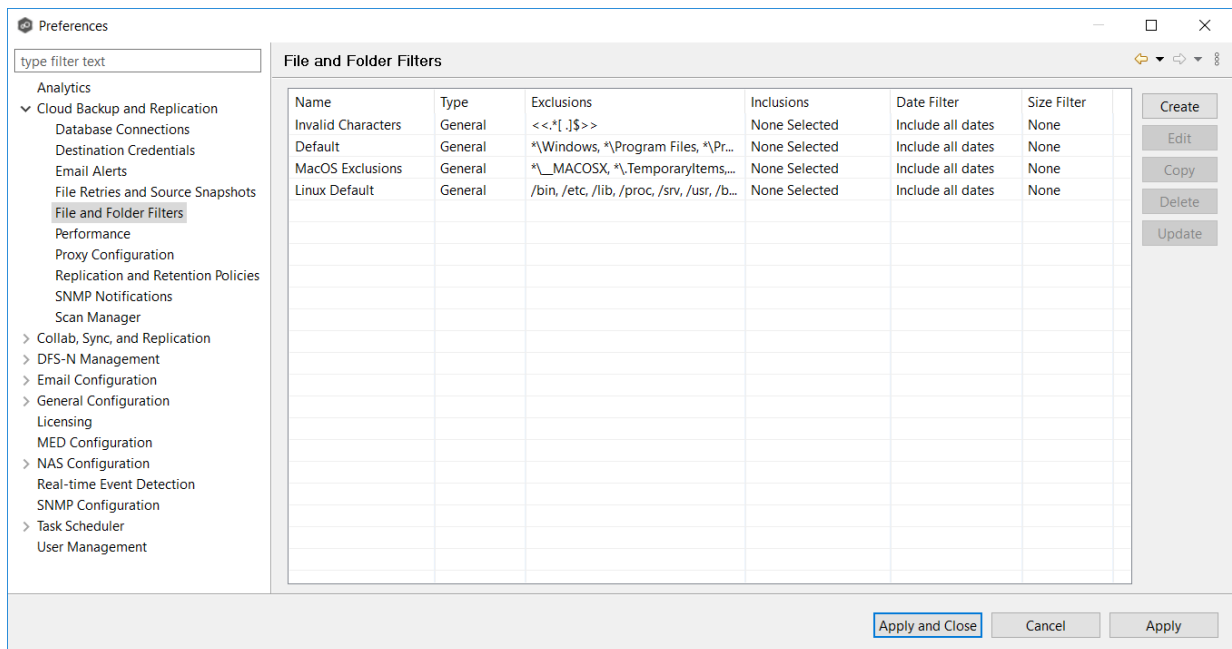 Preferences
type filter text
Analytics
Cloud Backup and Replication
Database Connections
Destination Credentials
Email Alerts
File Retries and Source Snapshots
File and Folder Filters
Performance
Proxy Configuration
Replication and Retention Policies
SNMP Notifications
Scan Manager
Collab, Sync, and Replication
DFS-N Management
Email Configuration
General Configuration
Licensing
MED Configuration
NAS Configuration
Real-time Event Detection
SNMP Configuration
Task Scheduler
User Management
File and Folder Filters
Name Type Exclusions Inclusions Date Filter Size Filter
Invalid Characters General <<.*[ .]$>> None Selected Include all dates None
Default General *\Windows, *\Program Files, *\Pr... None Selected Include all dates None
MacOS Exclusions General *\__MACOSX, *\.TemporaryItems,... None Selected Include all dates None
Linux Default General /bin, /etc, /lib, /proc, /srv, /usr, /b... None Selected Include all dates None
Create
Edit
Copy
Delete
Update
Apply and Close Cancel Apply